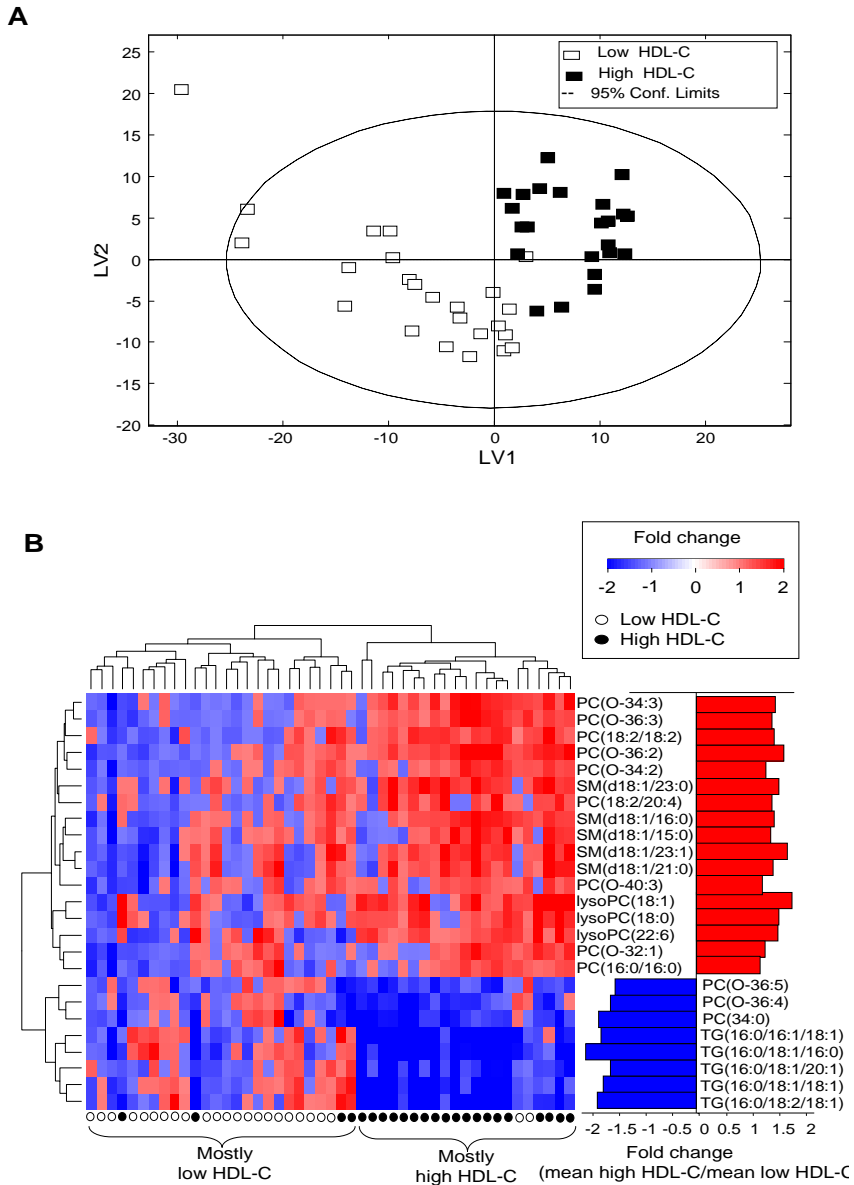 A
Low HDL-C
High HDL-C
95% Conf. Limits
25
20
15
10
5
0
-5
-10
-15
-20
LV2
-30
-20
-10
0
10
20
LV1
B
Fold change
-2 -1 0 1 2
Low HDL-C
High HDL-C
PC(O-34:3)
PC(O-36:3)
PC(18:2/18:2)
PC(O-36:2)
PC(O-34:2)
SM(d18:1/23:0)
PC(18:2/20:4)
SM(d18:1/16:0)
SM(d18:1/15:0)
SM(d18:1/23:1)
SM(d18:1/21:0)
PC(O-40:3)
lysoPC(18:1)
lysoPC(18:0)
lysoPC(22:6)
PC(O-32:1)
PC(16:0/16:0)
PC(O-36:5)
PC(O-36:4)
PC(34:0)
TG(16:0/16:1/18:1)
TG(16:0/18:1/16:0)
TG(16:0/18:1/20:1)
TG(16:0/18:1/18:1)
TG(16:0/18:2/18:1)
-2 -1 0 0.5 1 1.5 2
Mostly
low HDL-C
Mostly
high HDL-C
Fold change
(mean high HDL-C/mean low HDL-C